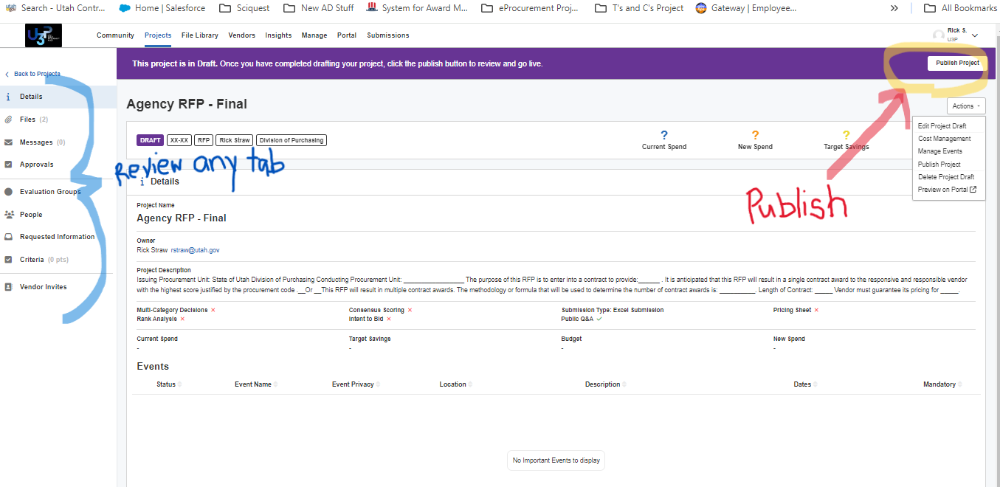 Search - Utah Contr... Home | Salesforce Sciquest New AD Stuff System for Award M... eProcurement Proj... T's and C's Project Gateway | Employee... » All Bookmarks
U3P Community Projects File Library Vendors Insights Manage Portal Submissions Rick S.
U3P
This project is in Draft. Once you have completed drafting your project, click the publish button to review and go live. Publish Project
Back to Projects
Details
Files (2)
Messages (0)
Approvals
Evaluation Groups
People
Requested Information
Criteria (0 pts)
Vendor Invites
Review any tab
Agency RFP - Final
Actions
Edit Project Draft
Cost Management
Manage Events
Publish Project
Delete Project Draft
Preview on Portal
Publish
DRAFT XX-XX RFP Rick Straw Division of Purchasing
? ? ?
Current Spend New Spend Target Savings
Details
Project Name
Agency RFP - Final
Owner
Rick Straw rstraw@utah.gov
Project Description
Issuing Procurement Unit: State of Utah Division of Purchasing Conducting Procurement Unit: __________________ The purpose of this RFP is to enter into a contract to provide:______ . It is anticipated that this RFP will result in a single contract award to the responsive and responsible vendor
with the highest score justified by the procurement code .__Or __This RFP will result in multiple contract awards. The methodology or formula that will be used to determine the number of contract awards is: __________. Length of Contract: _____ Vendor must guarantee its pricing for _____.
Multi-Category Decisions × Consensus Scoring × Submission Type: Excel Submission Pricing Sheet ×
Rank Analysis × Intent to Bid × Public Q&A ✓
Current Spend Target Savings Budget New Spend
- - - -
Events
Status Event Name Event Privacy Location Description Dates Mandatory
No Important Events to display